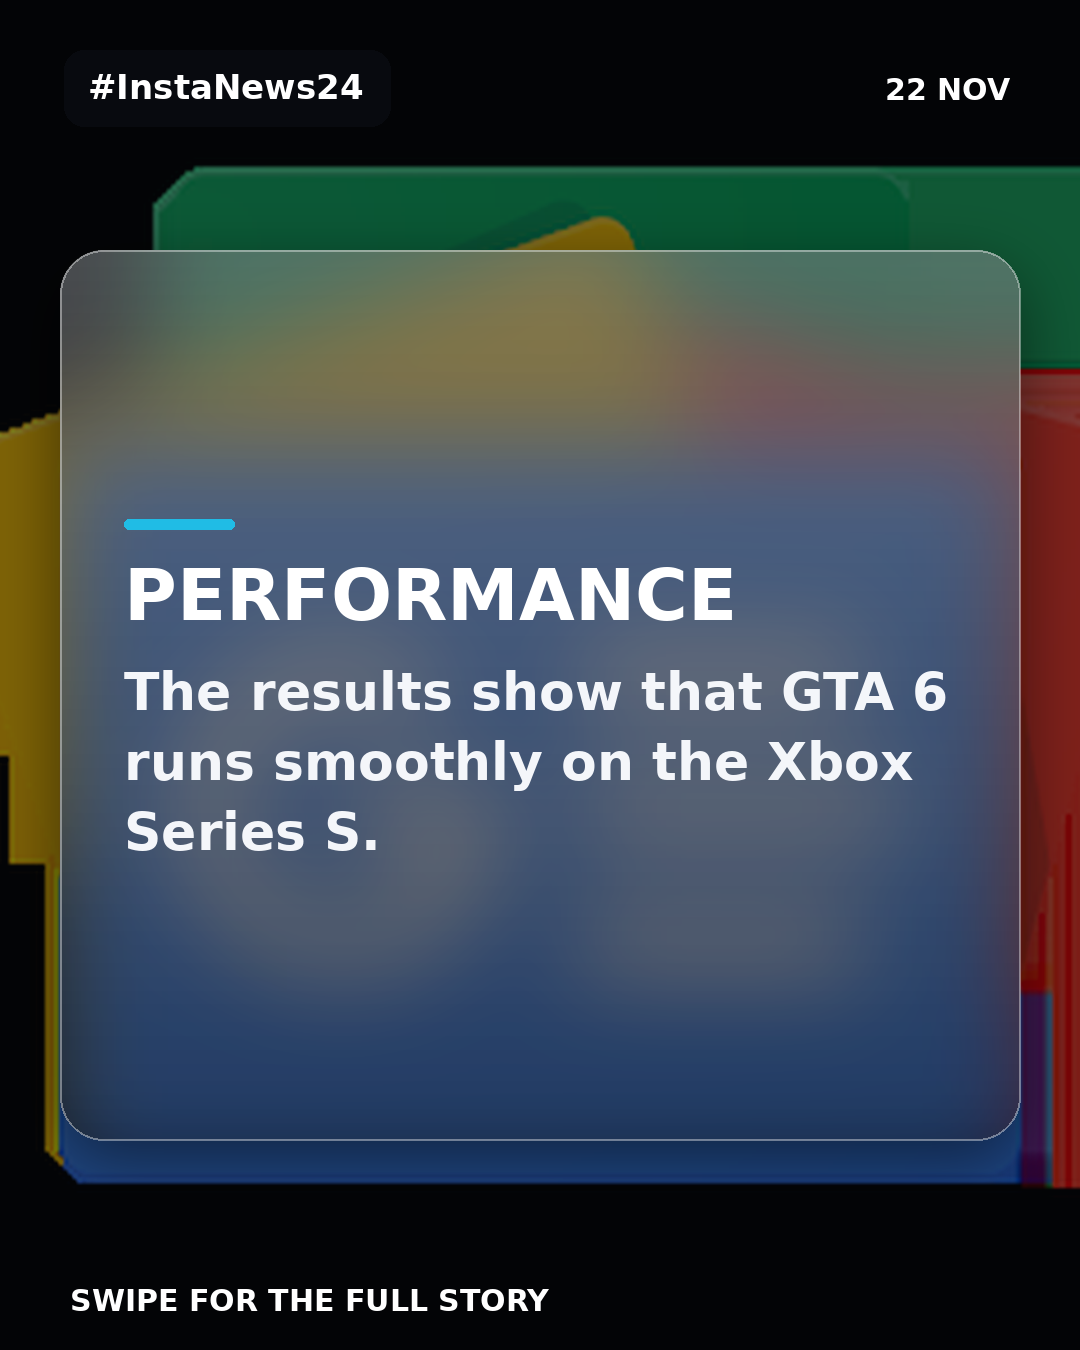 #InstaNews24
22 NOV
PERFORMANCE
The results show that GTA 6
runs smoothly on the Xbox
Series S.
SWIPE FOR THE FULL STORY